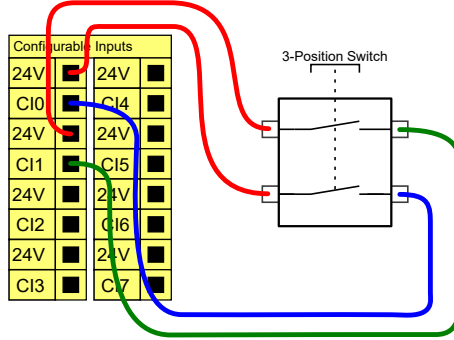 Configurable Inputs
3-Position Switch
24V 24V
CI0 CI4
24V 24V
CI1 CI5
24V 24V
CI2 CI6
24V 24V
CI3 CI7